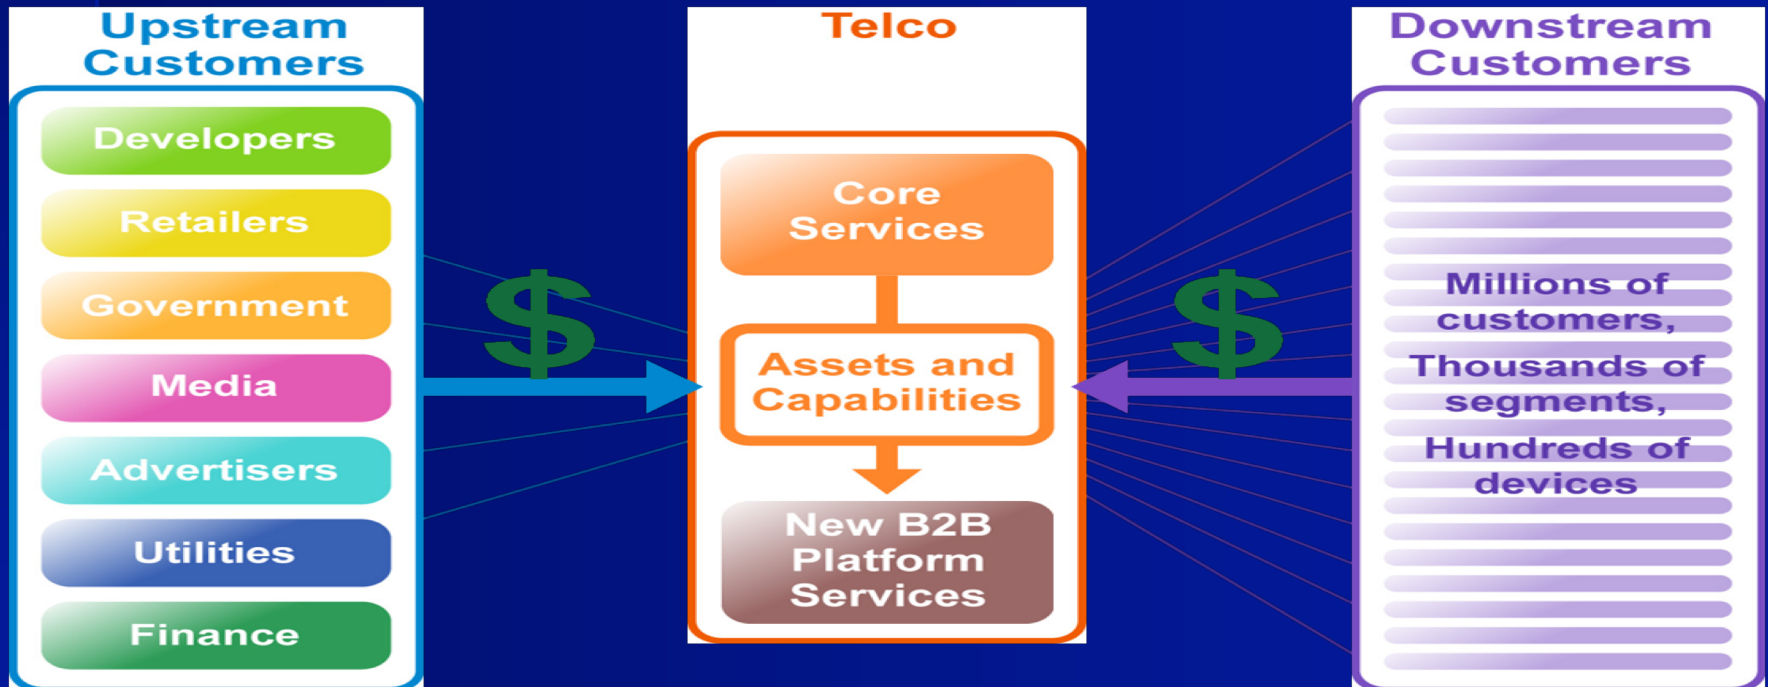 Upstream
Customers
Developers
Retailers
Government
Media
Advertisers
Utilities
Finance
$
Telco
Core
Services
Assets and
Capabilities
New B2B
Platform
Services
$
Downstream
Customers
Millions of
customers,
Thousands of
segments,
Hundreds of
devices